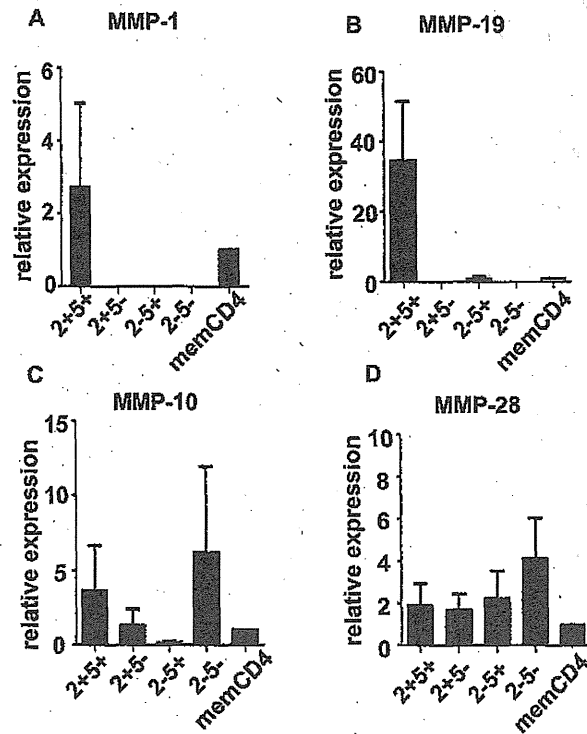 A
MMP-1
relative expression
6
4
2
0
2+5+
2+5-
2-5+
2-5-
memCD4
B
MMP-19
relative expression
60
40
20
0
2+5+
2+5-
2-5+
2-5-
memCD4
C
MMP-10
relative expression
15
10
5
0
2+5+
2+5-
2-5+
2-5-
memCD4
D
MMP-28
relative expression
10
8
6
4
2
0
2+5+
2+5-
2-5+
2-5-
memCD4